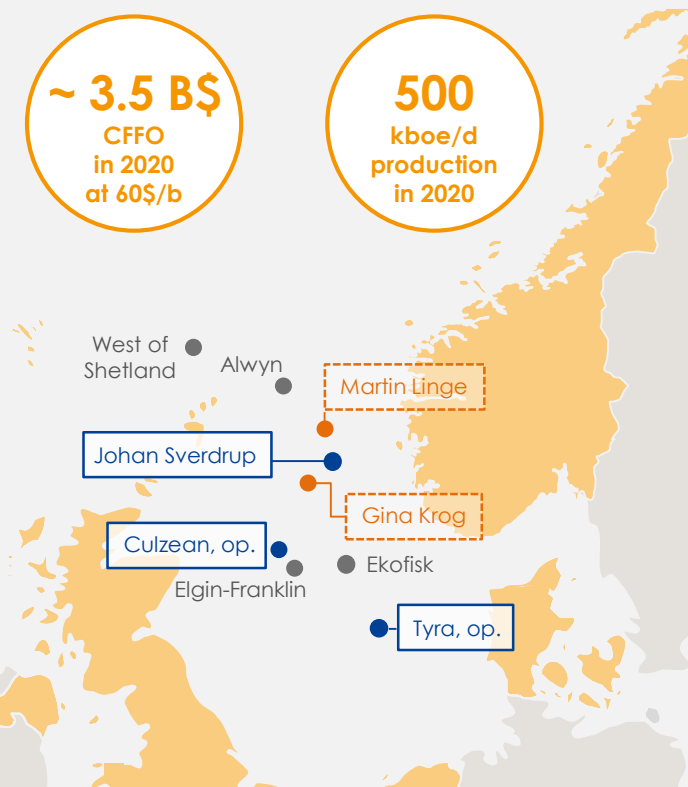 ~ 3.5 B$
CFFO
in 2020
at 60$/b
500
kboe/d
production
in 2020
West of
Shetland
Alwyn
Martin Linge
Johan Sverdrup
Gina Krog
Culzean, op.
Ekofisk
Elgin-Franklin
Tyra, op.